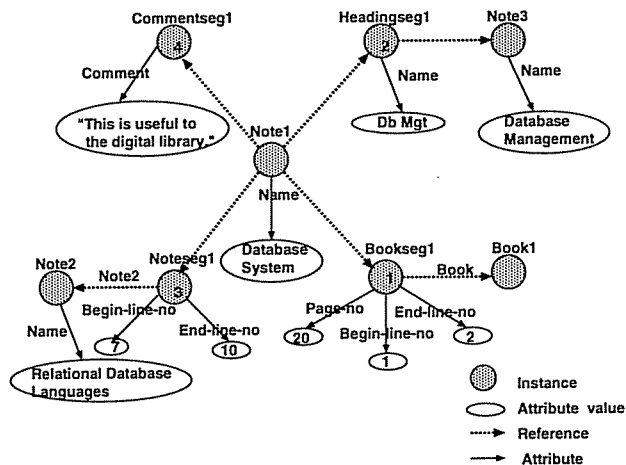 Commentseg1
Headingseg1
Note3
4
2
Comment
Name
Name
"This is useful to
the digital library."
Note1
Db Mgt
Database
Management
Name
Database
System
Noteseg1
Bookseg1
Book1
Note2
Note2
Book
3
1
Begin-line-no
Page-no
End-line-no
Name
End-line-no
Begin-line-no
7
10
20
2
1
Relational Database
Languages
Instance
Attribute value
Reference
Attribute